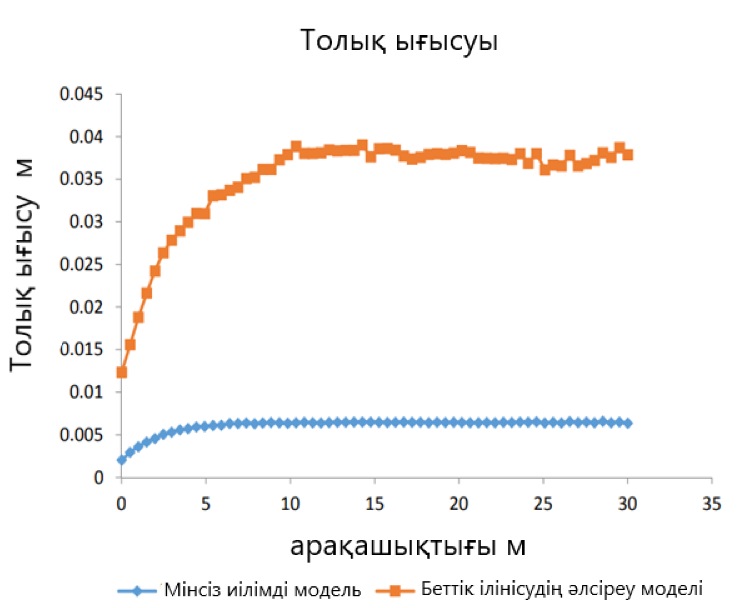 Толық ығысуы
Толық ығысу м
0.045
0.04
0.035
0.03
0.025
0.02
0.015
0.01
0.005
0
0 5 10 15 20 25 30 35
арақашықтығы м
Мінсіз иілімді модель Беттік ілінісудің әлсіреу моделі